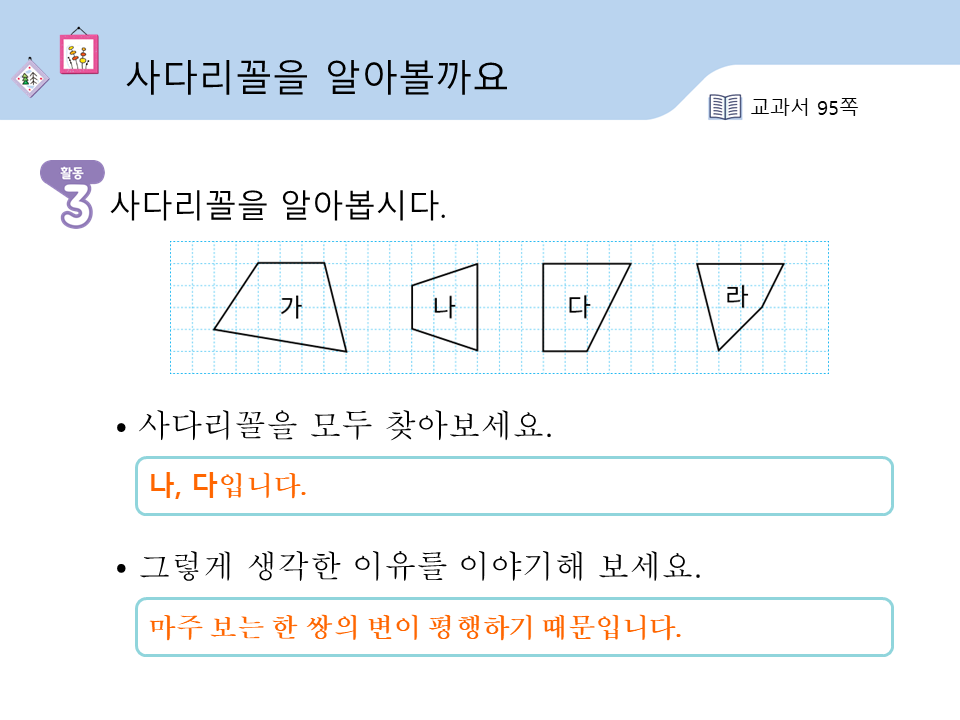 사다리꼴을 알아볼까요
교과서 95쪽
활동
3 사다리꼴을 알아봅시다.
가 나 다 라
• 사다리꼴을 모두 찾아보세요.
나, 다입니다.
• 그렇게 생각한 이유를 이야기해 보세요.
마주 보는 한 쌍의 변이 평행하기 때문입니다.